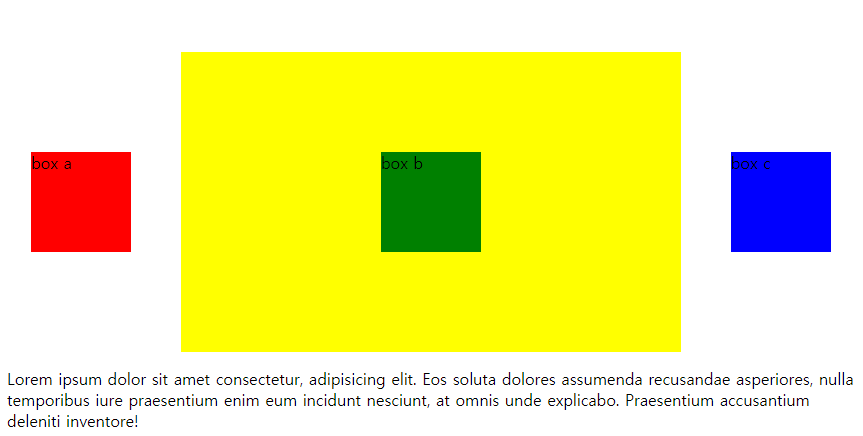 box a
box b
box c
Lorem ipsum dolor sit amet consectetur, adipisicing elit. Eos soluta dolores assumenda recusandae asperiores, nulla
temporibus iure praesentium enim eum incidunt nesciunt, at omnis unde explicabo. Praesentium accusantium
deleniti inventore!